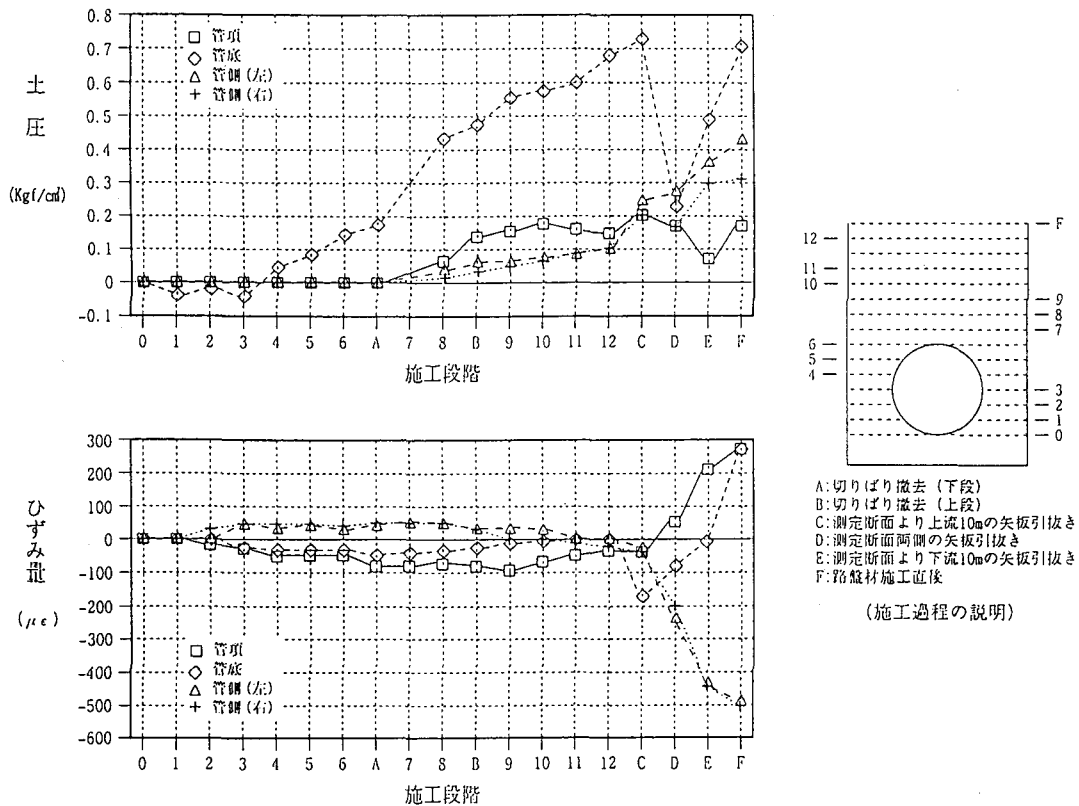 土
圧
(Kgf/c㎡)
0.8
0.7
0.6
0.5
0.4
0.3
0.2
0.1
0
-0.1
管頂
管底
管側(左)
管側(右)
0 1 2 3 4 5 6 A 7 8 B 9 10 11 12 C D E F
施工段階
ひずみ量
(με)
300
200
100
0
-100
-200
-300
-400
-500
-600
管頂
管底
管側(左)
管側(右)
0 1 2 3 4 5 6 A 7 8 B 9 10 11 12 C D E F
施工段階
F
12
11
10
9
8
7
6
5
4
3
2
1
0
A:切りばり撤去(下段)
B:切りばり撤去(上段)
C:測定断面より上流10mの矢板引抜き
D:測定断面両側の矢板引抜き
E:測定断面より下流10mの矢板引抜き
F:路盤材施工直後
(施工過程の説明)